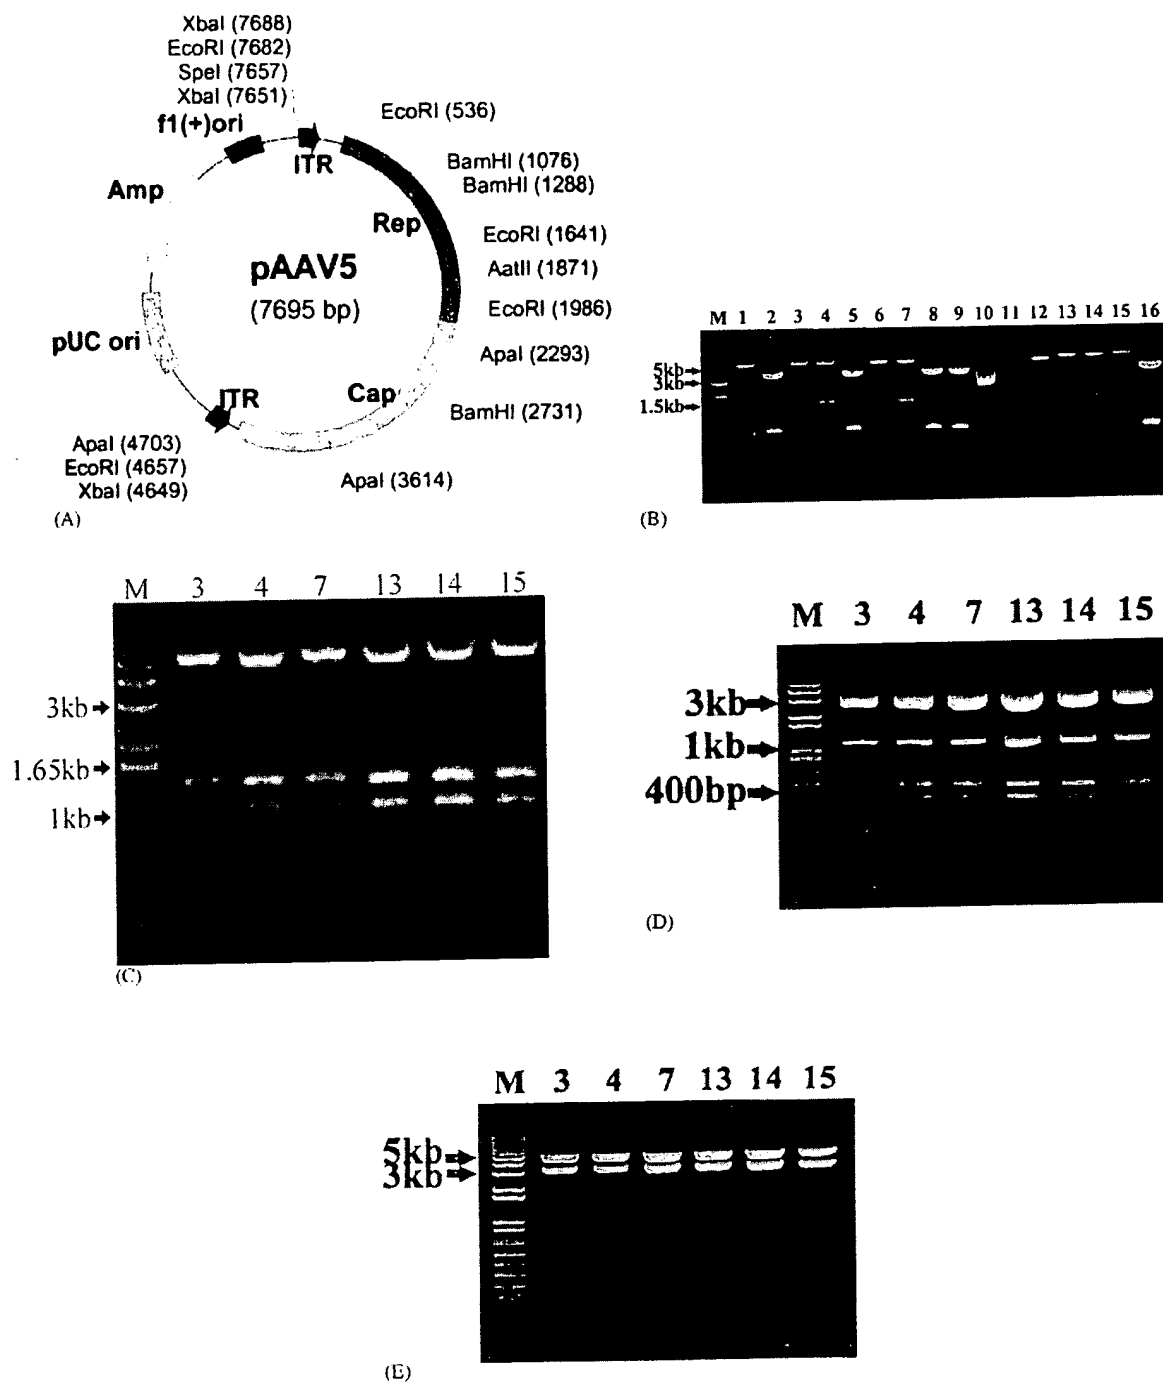 XbaI (7688)
EcoRI (7682)
SpeI (7657)
XbaI (7651)
f1(+)ori
ITR
EcoRI (536)
BamHI (1076)
BamHI (1288)
Amp
Rep
EcoRI (1641)
AatII (1871)
EcoRI (1986)
pAAV5
(7695 bp)
pUC ori
ApaI (2293)
ITR
Cap
BamHI (2731)
ApaI (4703)
EcoRI (4657)
XbaI (4649)
ApaI (3614)
(A)
M 1 2 3 4 5 6 7 8 9 10 11 12 13 14 15 16
5kb
3kb
1.5kb
(B)
M 3 4 7 13 14 15
3kb
1.65kb
1kb
(C)
M 3 4 7 13 14 15
3kb
1kb
400bp
(D)
M 3 4 7 13 14 15
5kb
3kb
(E)